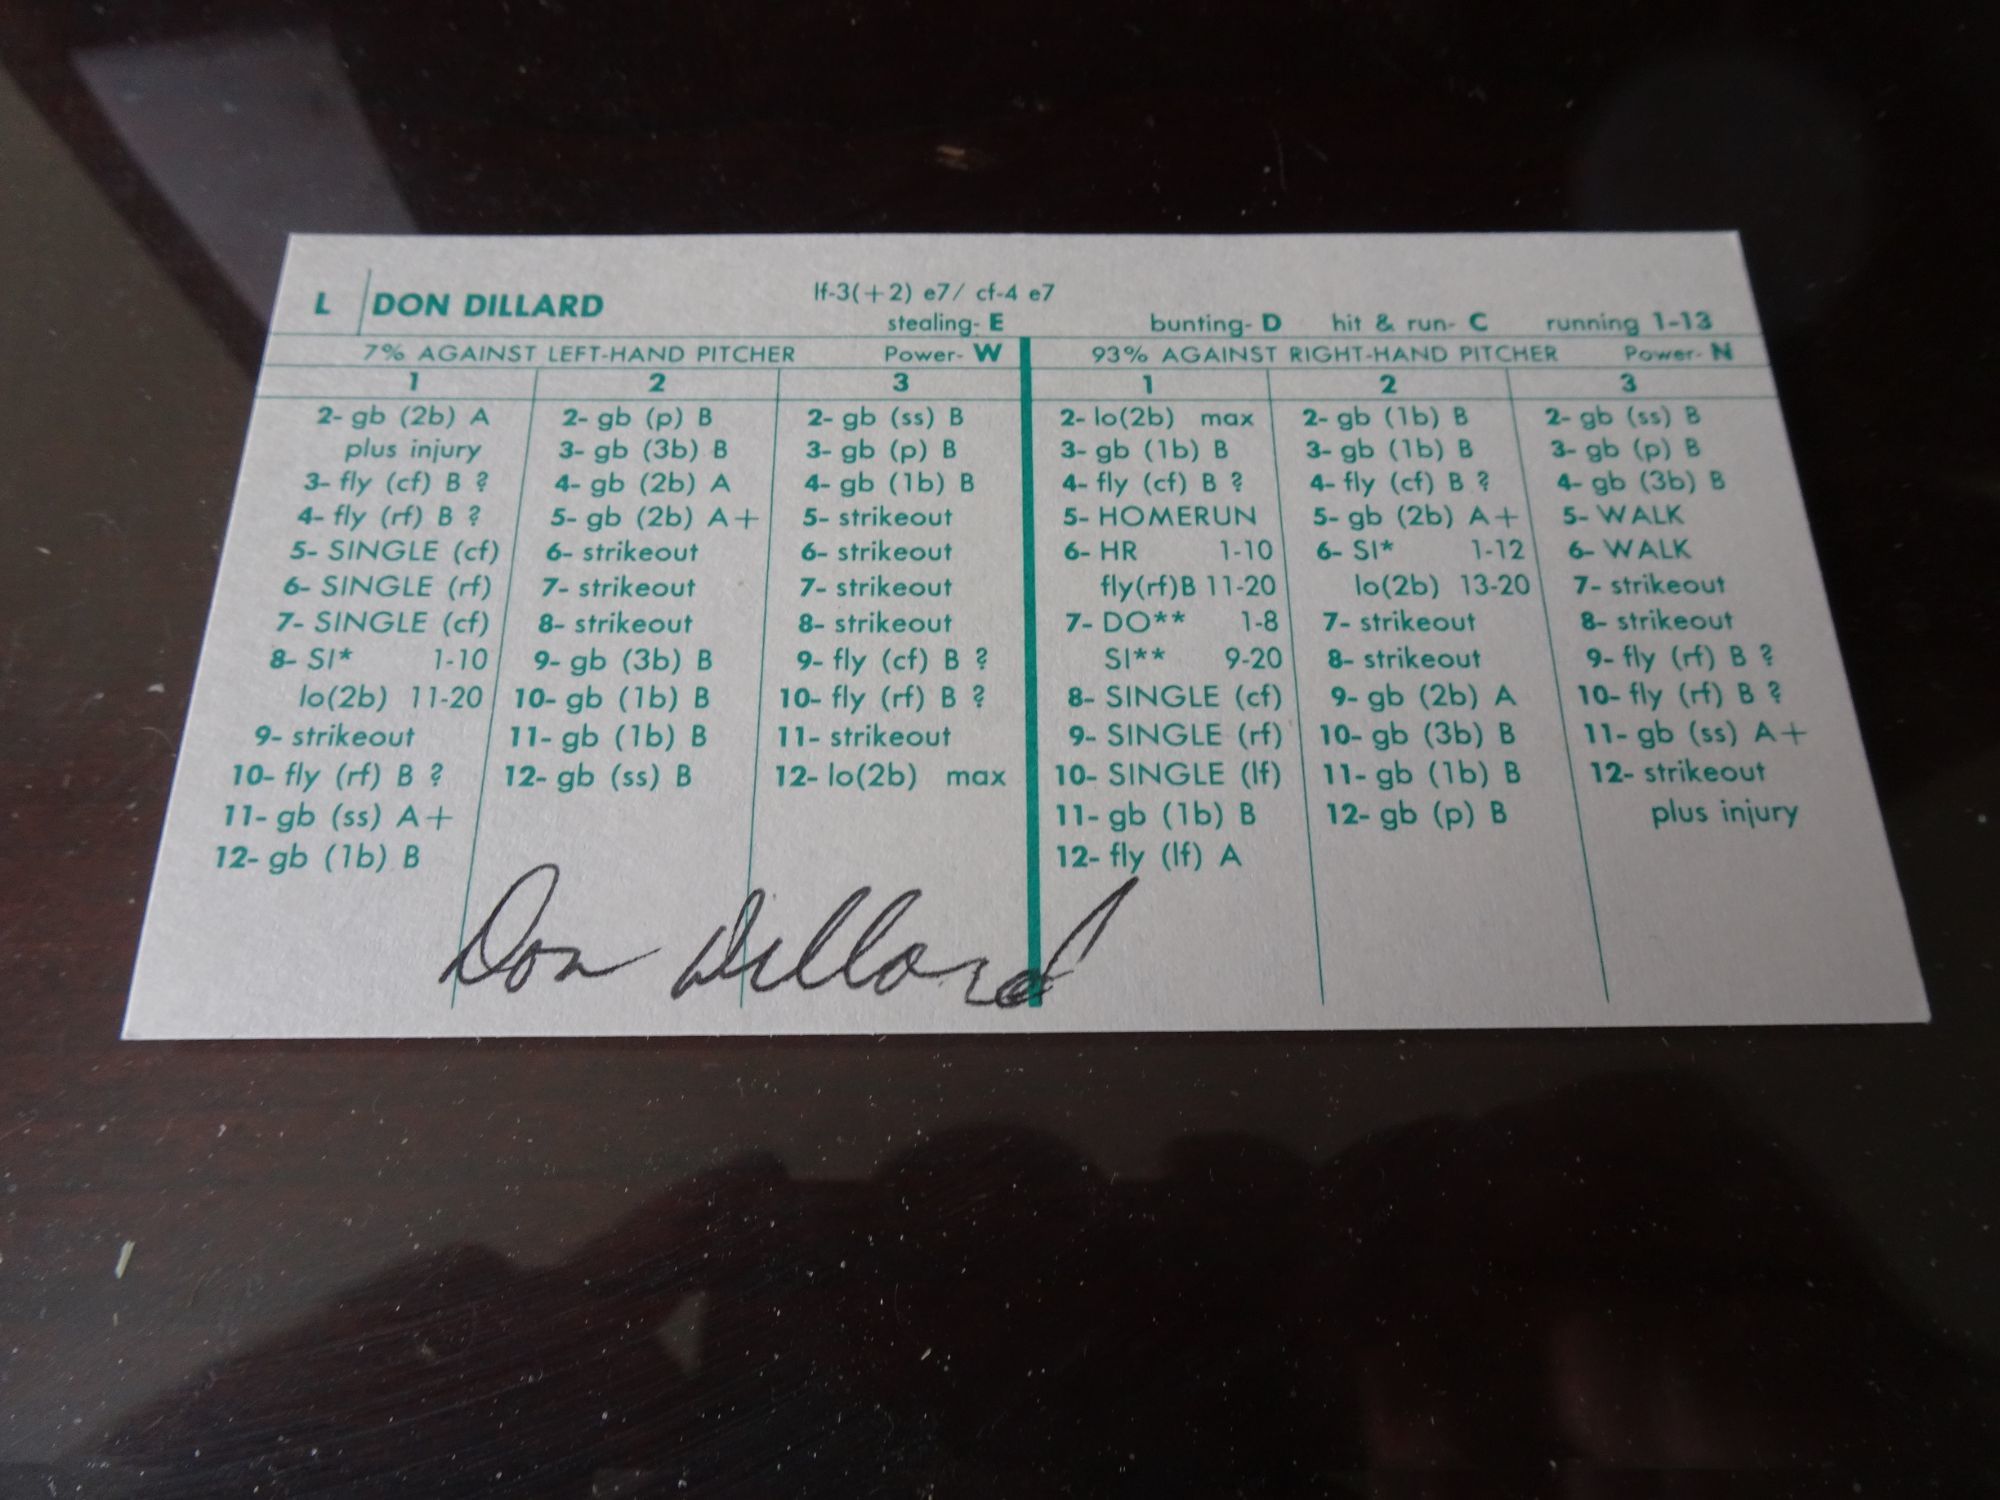 L DON DILLARD lf-3(+2) e7/ cf-4 e7
stealing- E bunting- D hit & run- C running 1-13
7% AGAINST LEFT-HAND PITCHER Power- W
1 2 3
2- gb (2b) A
plus injury
3- fly (cf) B ?
4- fly (rf) B ?
5- SINGLE (cf)
6- SINGLE (rf)
7- SINGLE (cf)
8- SI* 1-10
lo(2b) 11-20
9- strikeout
10- fly (rf) B ?
11- gb (ss) A+
12- gb (1b) B
2- gb (p) B
3- gb (3b) B
4- gb (2b) A
5- gb (2b) A+
6- strikeout
7- strikeout
8- strikeout
9- gb (3b) B
10- gb (1b) B
11- gb (1b) B
12- gb (ss) B
2- gb (ss) B
3- gb (p) B
4- gb (1b) B
5- strikeout
6- strikeout
7- strikeout
8- strikeout
9- fly (cf) B ?
10- fly (rf) B ?
11- strikeout
12- lo(2b) max
93% AGAINST RIGHT-HAND PITCHER Power- N
1 2 3
2- lo(2b) max
3- gb (1b) B
4- fly (cf) B ?
5- HOMERUN
6- HR 1-10
fly(rf)B 11-20
7- DO** 1-8
SI** 9-20
8- SINGLE (cf)
9- SINGLE (rf)
10- SINGLE (lf)
11- gb (1b) B
12- fly (lf) A
2- gb (1b) B
3- gb (1b) B
4- fly (cf) B ?
5- gb (2b) A+
6- SI* 1-12
lo(2b) 13-20
7- strikeout
8- strikeout
9- gb (2b) A
10- gb (3b) B
11- gb (1b) B
12- gb (p) B
2- gb (ss) B
3- gb (p) B
4- gb (3b) B
5- WALK
6- WALK
7- strikeout
8- strikeout
9- fly (rf) B ?
10- fly (rf) B ?
11- gb (ss) A+
12- strikeout
plus injury
Don Dillard